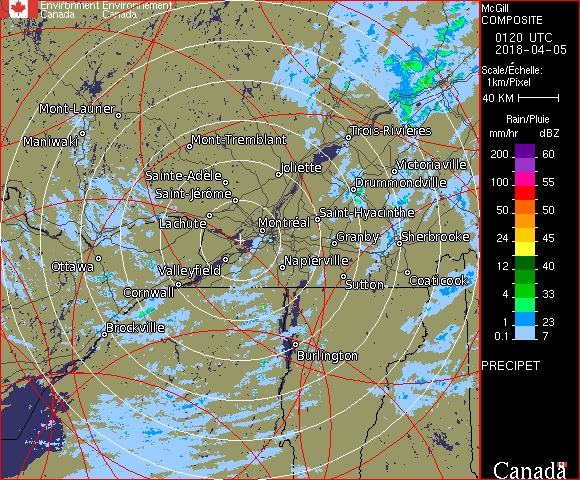 Environment Environnement
Canada Canada
McGill
COMPOSITE
0120 UTC
2018-04-05
Scale/Échelle:
1km/Pixel
40 KM
Rain/Pluie
mm/hr dBZ
200 60
100 55
50 50
24 45
12 40
4 33
1 23
0.1 7
PRECIPET
Canada
Mont-Laurier
Maniwaki
Mont-Tremblant
Trois-Rivières
Joliette
Victoriaville
Sainte-Adèle
Drummondville
Saint-Jérôme
Saint-Hyacinthe
Lachute
Montréal
Granby
Sherbrooke
Ottawa
Valleyfield
Napierville
Cornwall
Sutton
Coaticook
Brockville
Burlington